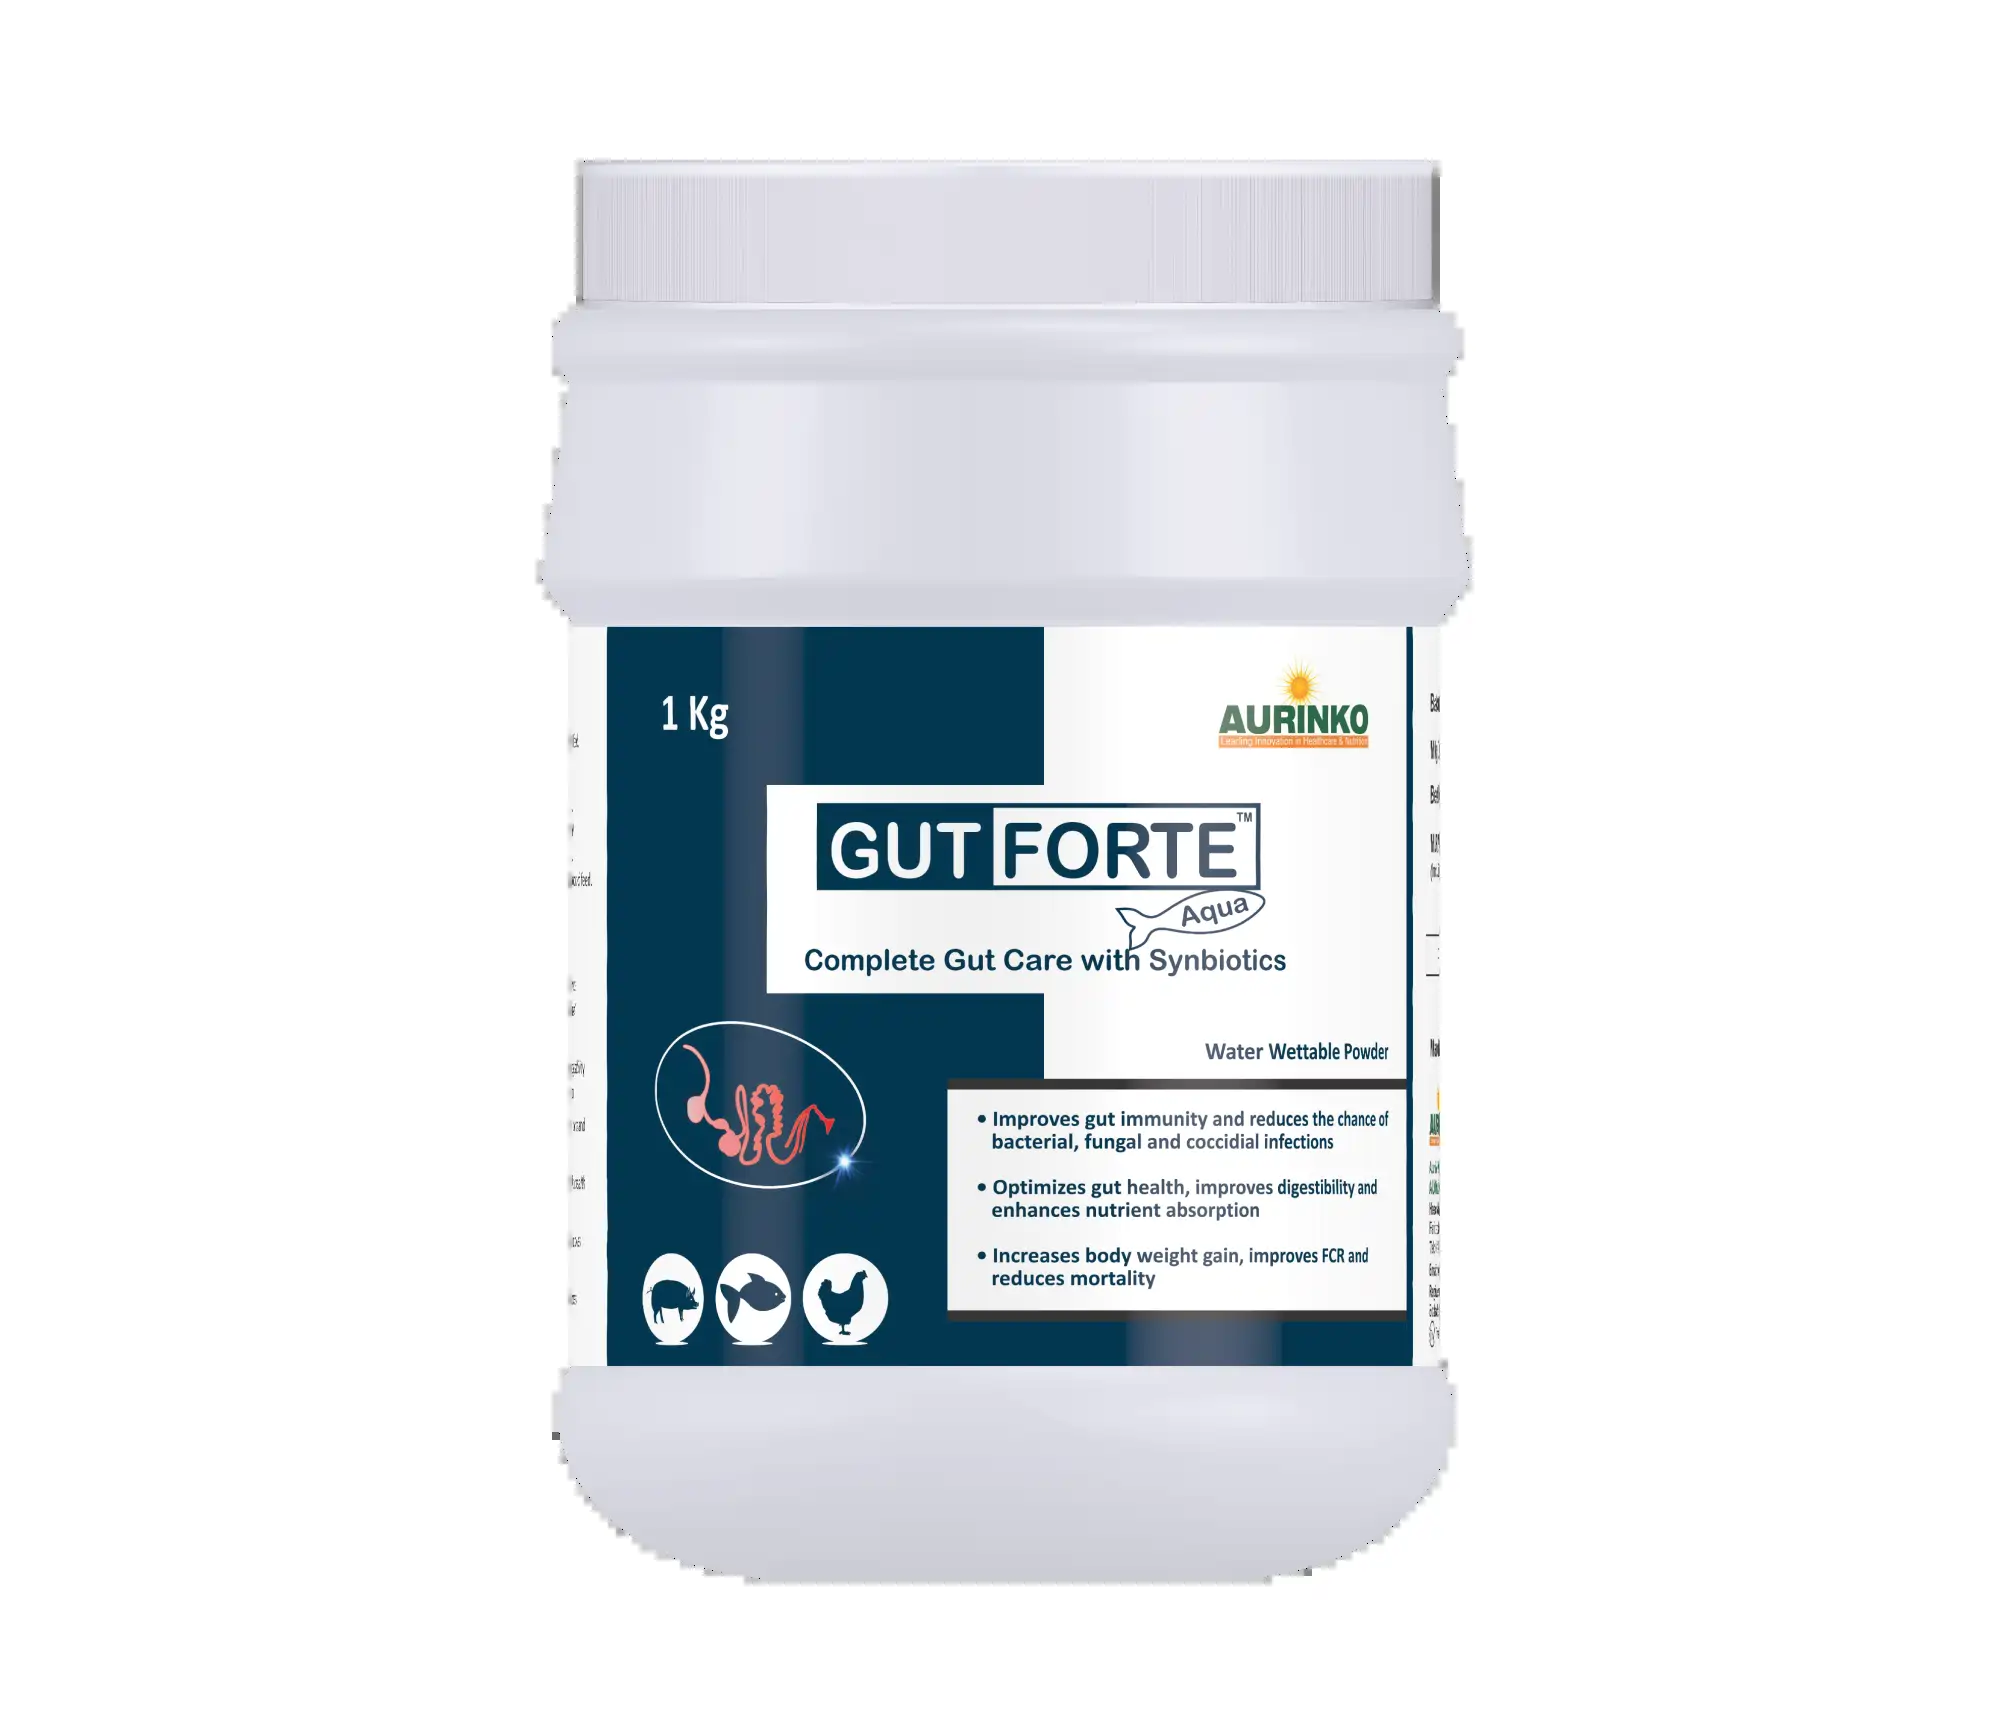 1 Kg
AURINKO
Leading Innovation in Healthcare & Nutrition
GUT FORTE™
Aqua
Complete Gut Care with Synbiotics
Water Wettable Powder
• Improves gut immunity and reduces the chance of
bacterial, fungal and coccidial infections
• Optimizes gut health, improves digestibility and
enhances nutrient absorption
• Increases body weight gain, improves FCR and
reduces mortality